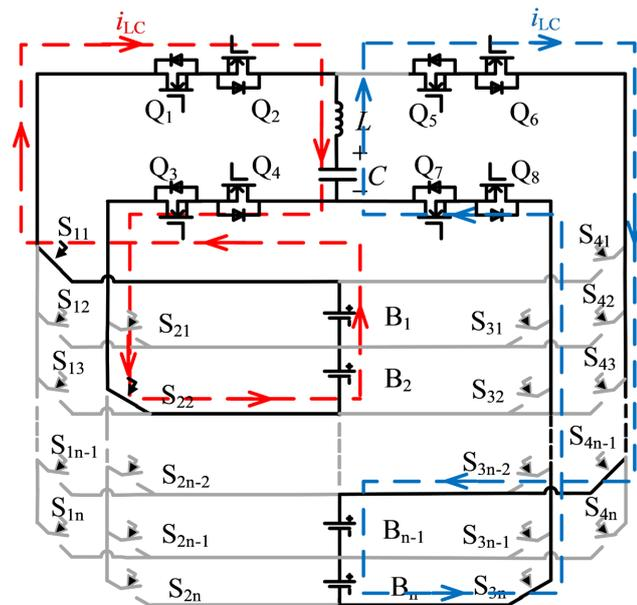 iLC iLC
Q1 Q2 Q5 Q6
L
+
C
−
Q3 Q4 Q7 Q8
S11 S41
S12 S42
S21 B1 S31
S13 S43
S22 B2 S32
S1n-1 S4n-1
S2n-2 S3n-2
S1n S4n
S2n-1 Bn-1 S3n-1
S2n Bn S3n